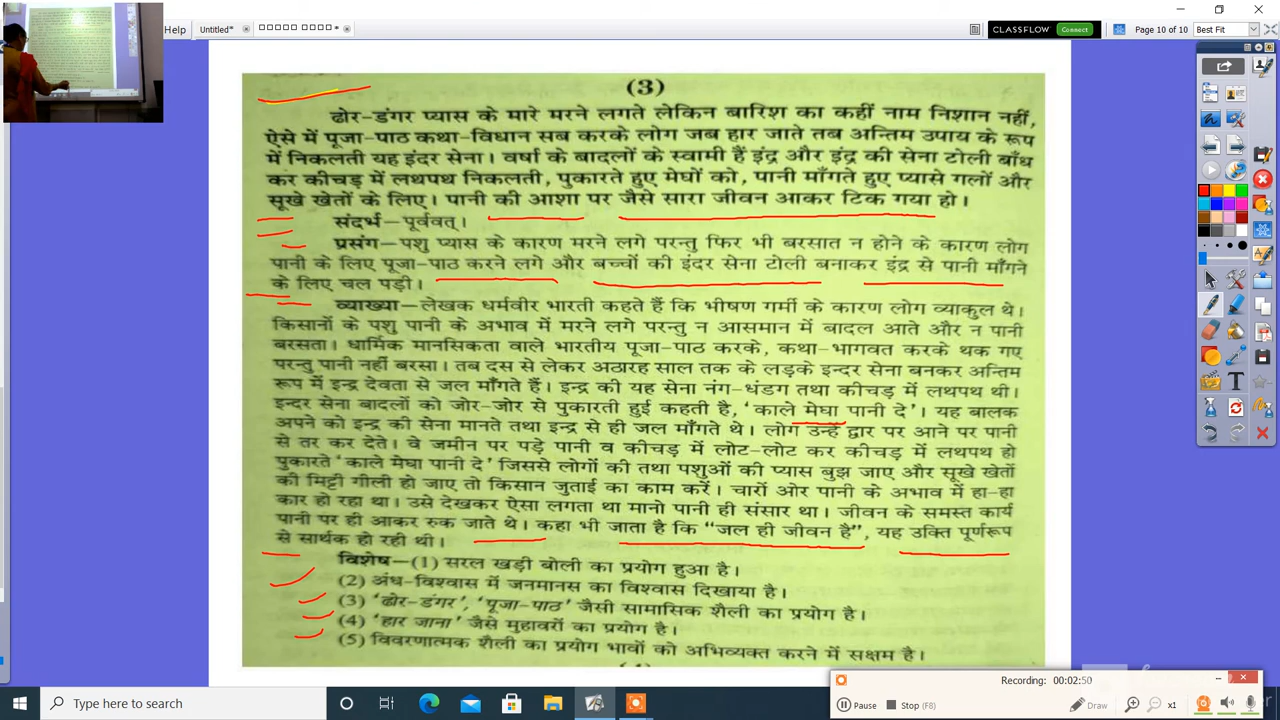 Help
Untitled*
CLASSFLOW
Connect
Page 10 of 10
Best Fit
(3)
ढोर-डंगर प्यास के मारे मरने लगते लेकिन बारिश का कहीं नाम निशान नहीं,
ऐसे में पूजा-पाठ कथा-विधान सब करके लोग जब हार जाते तब अन्तिम उपाय के रूप
में निकलती यह इंदर सेना। वर्षा के बादलों के स्वामी हैं इंद्र और इंद्र की सेना टोली बाँध
कर कीचड़ में लथपथ निकलती, पुकारते हुए मेघों को, पानी माँगते हुए प्यासे गलों और
सूखे खेतों के लिए। पानी की आशा पर जैसे सारा जीवन आकर टिक गया हो।
संदर्भ—पूर्ववत्।
प्रसंग—पशु प्यास के कारण मरने लगे परन्तु फिर भी बरसात न होने के कारण लोग
पानी के लिए पूजा-पाठ करने लगे और बच्चों की इंदर सेना टोली बनाकर इंद्र से पानी माँगने
के लिए चल पड़ी।
व्याख्या—लेखक धर्मवीर भारती कहते हैं कि भीषण गर्मी के कारण लोग व्याकुल थे।
किसानों के पशु पानी के अभाव में मरने लगे परन्तु न आसमान में बादल आते और न पानी
बरसता। धार्मिक मानसिकता वाले भारतीय पूजा-पाठ करके, कथा-भागवत करके थक गए
परन्तु पानी नहीं बरसा। तब दस से लेकर अठारह साल तक के लड़के इन्दर सेना बनकर अन्तिम
रूप में इन्द्र देवता से जल माँगते हैं। इन्द्र की यह सेना नंग-धंडग तथा कीचड़ में लथपथ थी।
इन्दर सेना बादलों को जोर-जोर से पुकारती हुई कहती है, 'काले मेघा पानी दे'। यह बालक
अपने को इन्द्र की सेना मानते तथा इन्द्र से ही जल माँगते थे। लोग उन्हें द्वार पर आने पर पानी
से तर कर देते। वे जमीन पर पड़े पानी व कीचड़ में लोट-लोट कर कीचड़ में लथपथ हो
पुकारते 'काले मेघा पानी दे' जिससे लोगों की तथा पशुओं की प्यास बुझ जाए और सूखे खेतों
की मिट्टी गीली हो जाए तो किसान जुताई का काम करें। चारों ओर पानी के अभाव में हा-हा
कार हो रहा था। उसे देखकर ऐसा लगता था मानो पानी ही संसार था। जीवन के समस्त कार्य
पानी पर ही आकर रुक जाते थे। कहा भी जाता है कि "जल ही जीवन है", यह उक्ति पूर्णरूप
से सार्थक हो रही थी।
विशेष—(1) सरल खड़ी बोली का प्रयोग हुआ है।
(2) अंध-विश्वास में जनमानस का विश्वास दिखाया है।
(3) 'ढोर-डंगर', 'पूजा-पाठ' जैसी सामासिक शैली का प्रयोग है।
(4) 'हार जाना' जैसे मुहावरों का प्रयोग है।
(5) विवरणात्मक शैली का प्रयोग भावों को अभिव्यक्त करने में सक्षम है।
Recording: 00:02:50
Pause
Stop (F8)
Draw
x1
Type here to search